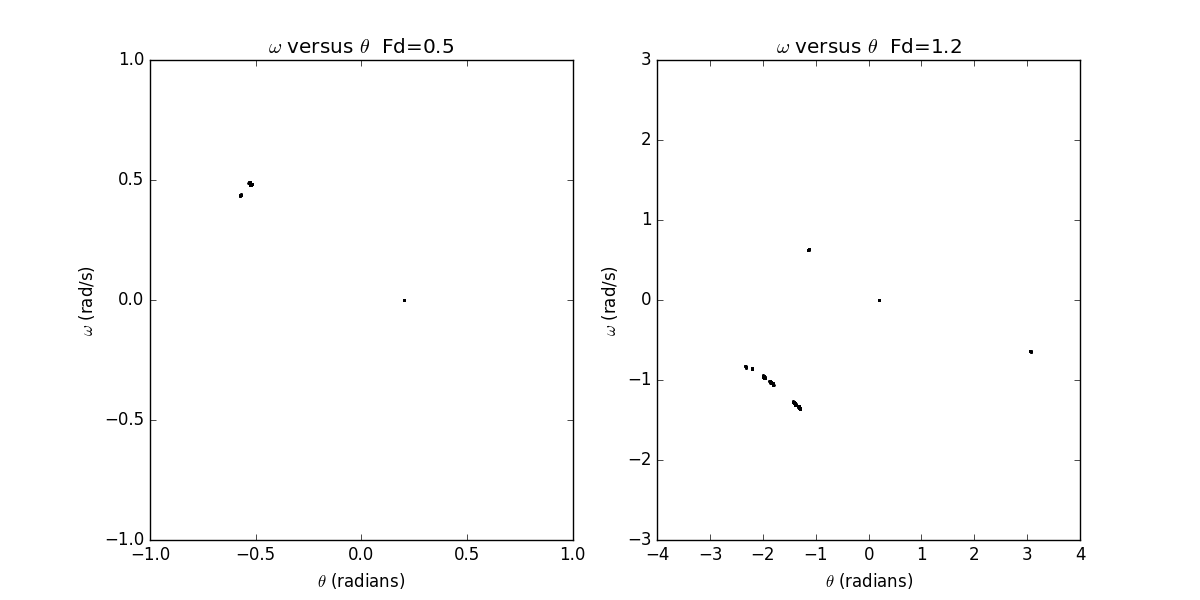 ω versus θ  Fd=0.5
1.0
0.5
0.0
−0.5
−1.0
ω (rad/s)
−1.0 −0.5 0.0 0.5 1.0
θ (radians)
ω versus θ  Fd=1.2
3
2
1
0
−1
−2
−3
ω (rad/s)
−4 −3 −2 −1 0 1 2 3 4
θ (radians)